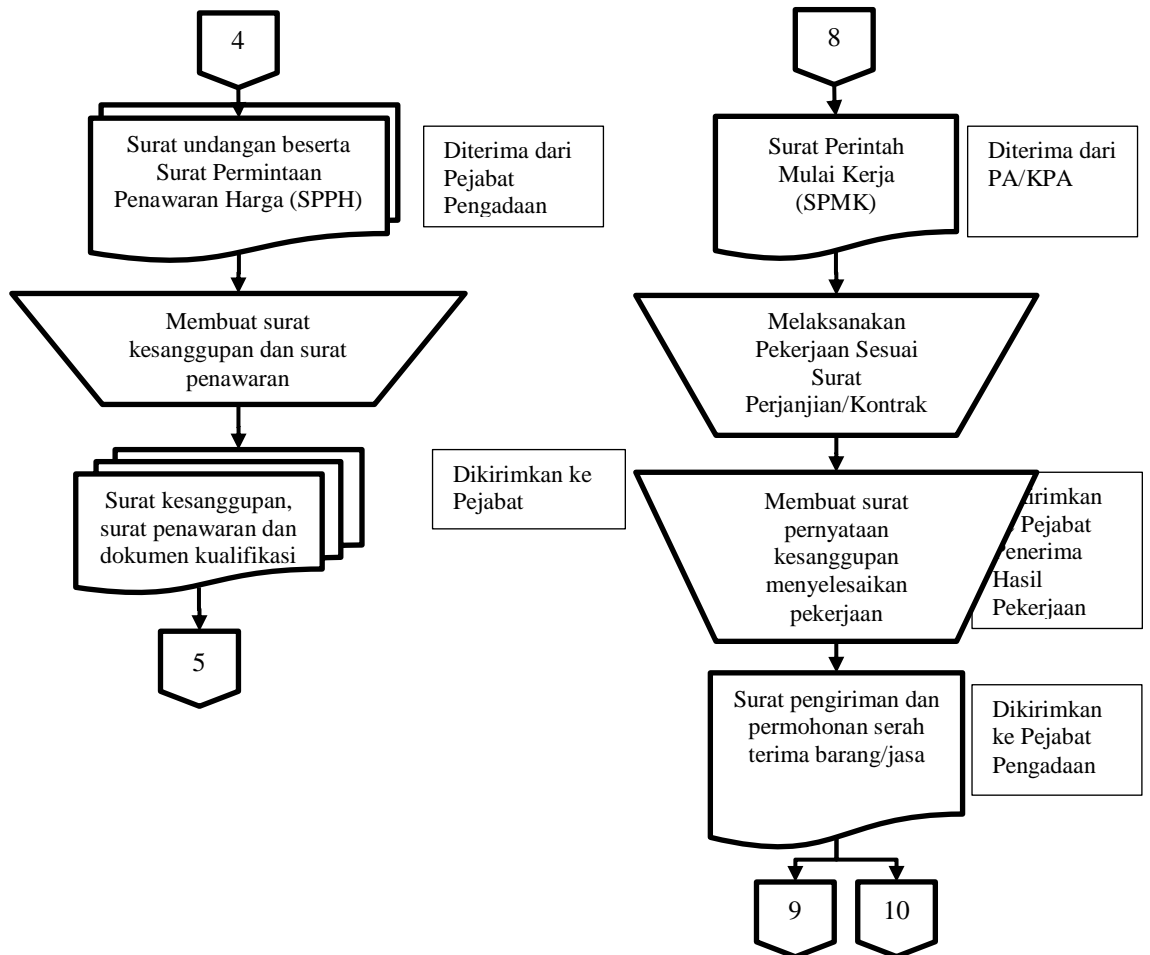 4
Surat undangan beserta
Surat Permintaan
Penawaran Harga (SPPH)
Diterima dari
Pejabat
Pengadaan
Membuat surat
kesanggupan dan surat
penawaran
Surat kesanggupan,
surat penawaran dan
dokumen kualifikasi
Dikirimkan ke
Pejabat
5
8
Surat Perintah
Mulai Kerja
(SPMK)
Diterima dari
PA/KPA
Melaksanakan
Pekerjaan Sesuai
Surat
Perjanjian/Kontrak
Membuat surat
pernyataan
kesanggupan
menyelesaikan
pekerjaan
Pejabat
Penerima
Hasil
Pekerjaan
Surat pengiriman dan
permohonan serah
terima barang/jasa
Dikirimkan
ke Pejabat
Pengadaan
9
10